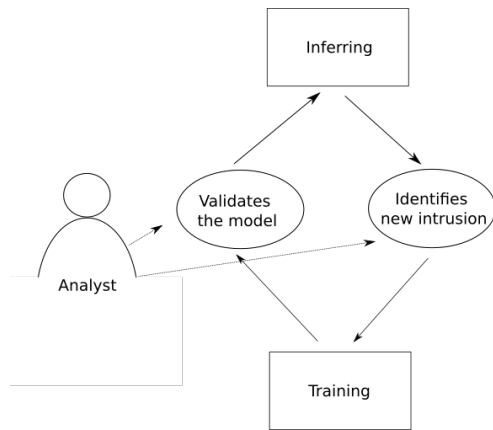 Inferring
Validates
the model
Identifies
new intrusion
Analyst
Training